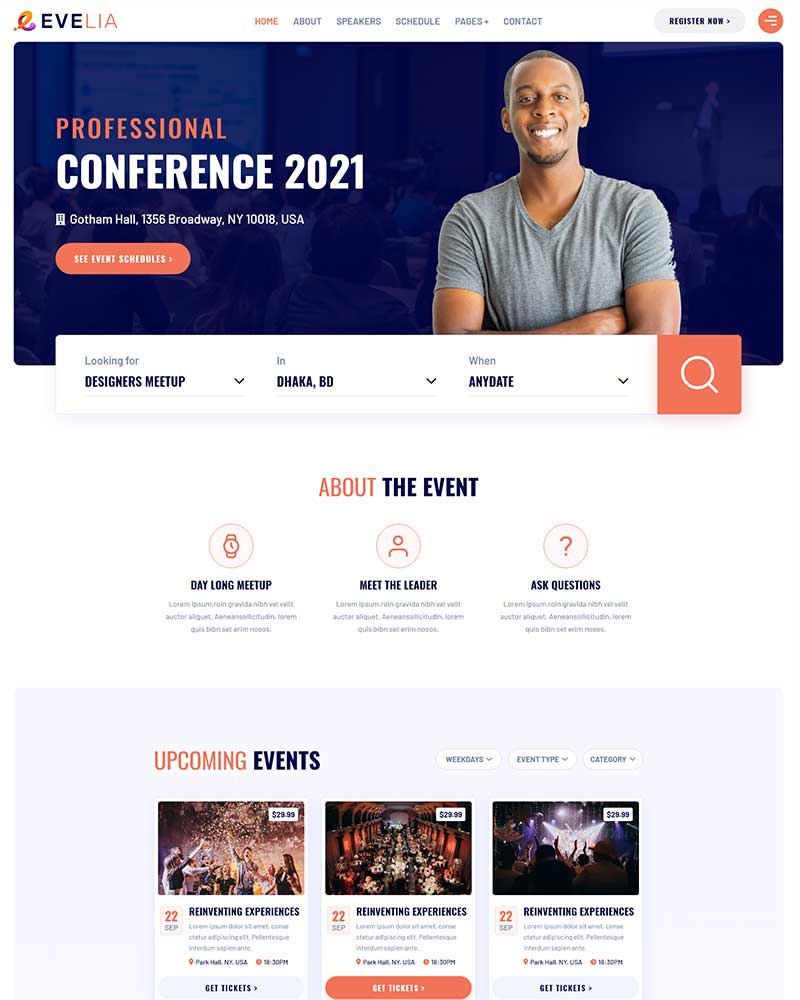 EVELIA
HOME ABOUT SPEAKERS SCHEDULE PAGES + CONTACT
REGISTER NOW >
PROFESSIONAL
CONFERENCE 2021
Gotham Hall, 1356 Broadway, NY 10018, USA
SEE EVENT SCHEDULES >
Looking for In When
DESIGNERS MEETUP DHAKA, BD ANYDATE
ABOUT THE EVENT
DAY LONG MEETUP
Lorem Ipsum.roin gravida nibh vel velit
auctor aliquet. Aeneansollicitudin, lorem
quis bibn set erim nosos.
MEET THE LEADER
Lorem Ipsum.roin gravida nibh vel velit
auctor aliquet. Aeneansollicitudin, lorem
quis bibn set erim nosos.
ASK QUESTIONS
Lorem Ipsum.roin gravida nibh vel velit
auctor aliquet. Aeneansollicitudin, lorem
quis bibn set erim nosos.
UPCOMING EVENTS
WEEKDAYS EVENT TYPE CATEGORY
$29.99
22
SEP
REINVENTING EXPERIENCES
Lorem ipsum dolor sit amet, conse
ctetur adipiscing elit. Pellentesque
interdum sapien ante.
Park Hall, NY, USA 18:30PM
GET TICKETS >
$29.99
22
SEP
REINVENTING EXPERIENCES
Lorem ipsum dolor sit amet, conse
ctetur adipiscing elit. Pellentesque
interdum sapien ante.
Park Hall, NY, USA 18:30PM
GET TICKETS >
$29.99
22
SEP
REINVENTING EXPERIENCES
Lorem ipsum dolor sit amet, conse
ctetur adipiscing elit. Pellentesque
interdum sapien ante.
Park Hall, NY, USA 18:30PM
GET TICKETS >